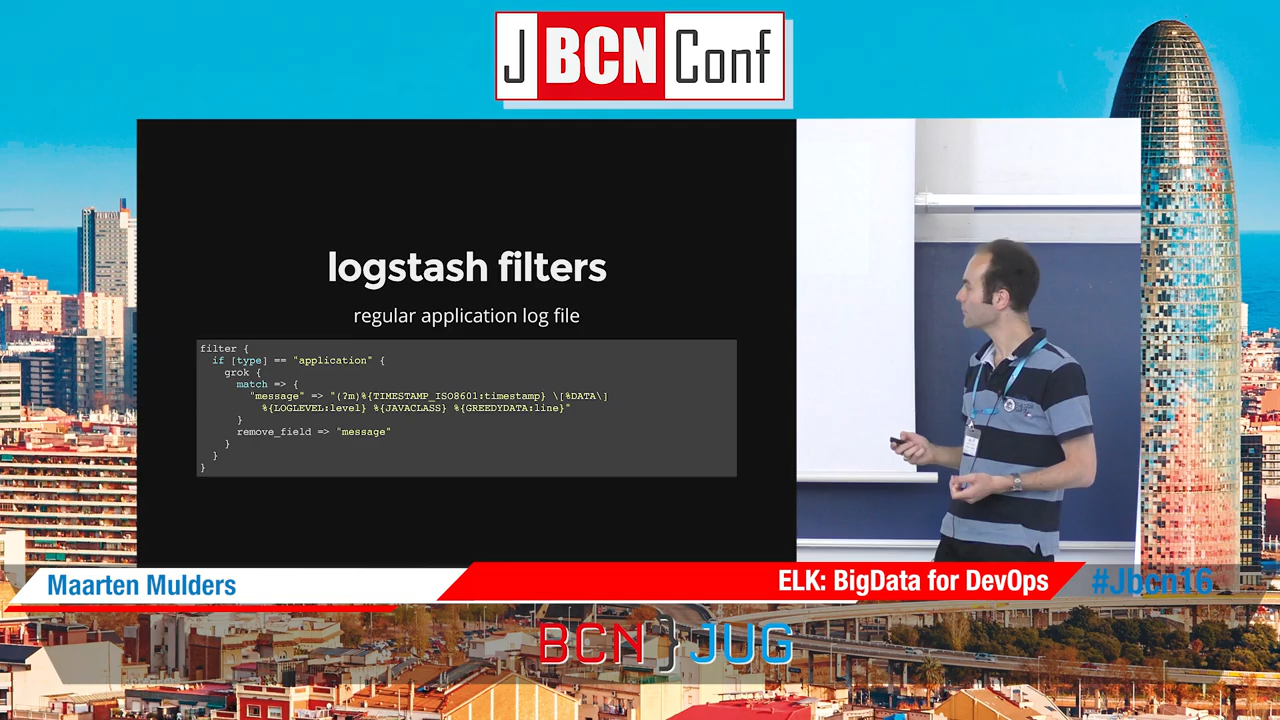 JBCNConf
logstash filters
regular application log file
filter {
  if [type] == "application" {
    grok {
      match => {
        "message" => "(?m)%{TIMESTAMP_ISO8601:timestamp} \[%DATA\]
          %{LOGLEVEL:level} %{JAVACLASS} %{GREEDYDATA:line}"
      }
      remove_field => "message"
    }
  }
}
Maarten Mulders
ELK: BigData for DevOps
#Jbcn16
BCN JUG